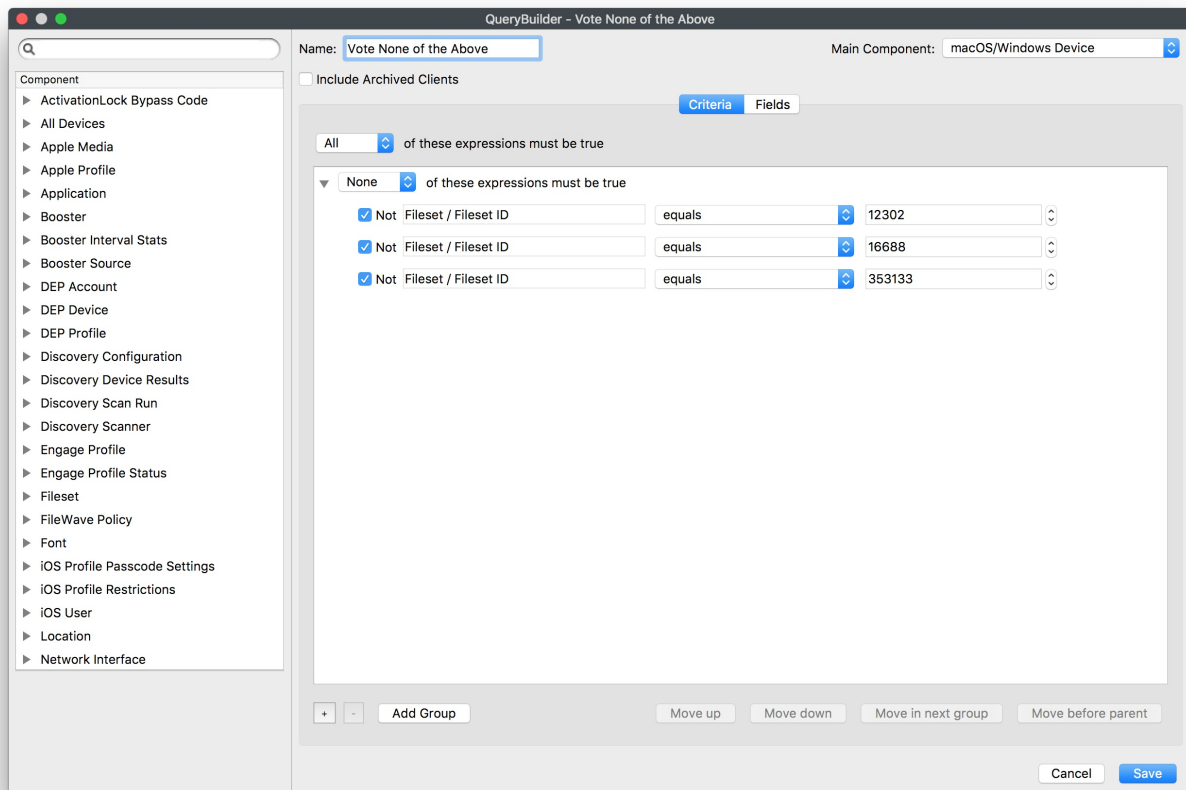 QueryBuilder - Vote None of the Above
Name: Vote None of the Above Main Component: macOS/Windows Device
Include Archived Clients
Component
ActivationLock Bypass Code
All Devices
Apple Media
Apple Profile
Application
Booster
Booster Interval Stats
Booster Source
DEP Account
DEP Device
DEP Profile
Discovery Configuration
Discovery Device Results
Discovery Scan Run
Discovery Scanner
Engage Profile
Engage Profile Status
Fileset
FileWave Policy
Font
iOS Profile Passcode Settings
iOS Profile Restrictions
iOS User
Location
Network Interface
Criteria Fields
All of these expressions must be true
None of these expressions must be true
Not Fileset / Fileset ID equals 12302
Not Fileset / Fileset ID equals 16688
Not Fileset / Fileset ID equals 353133
+ - Add Group Move up Move down Move in next group Move before parent
Cancel Save